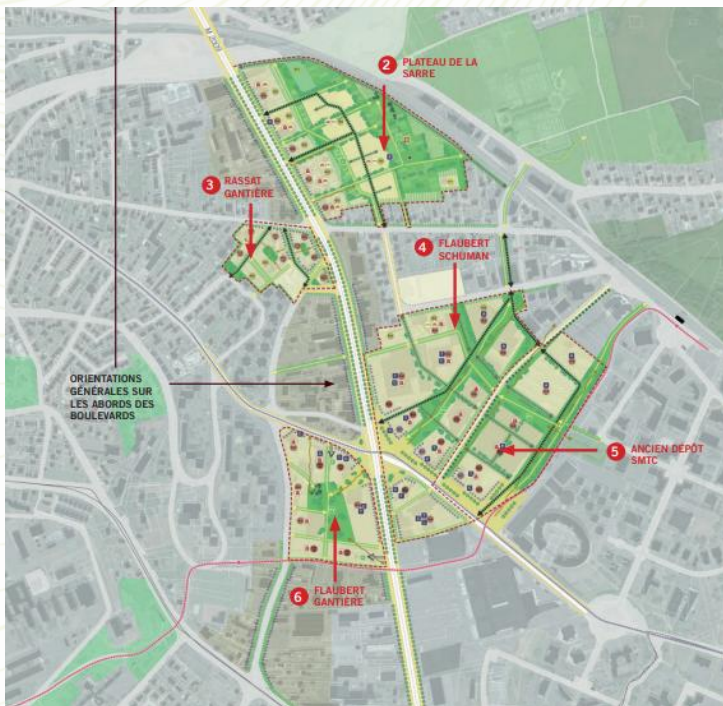 M 2009
2 PLATEAU DE LA
SARRE
3 RASSAT
GANTIÈRE
4 FLAUBERT
SCHUMAN
ORIENTATIONS
GÉNÉRALES SUR
LES ABORDS DES
BOULEVARDS
5 ANCIEN DÉPÔT
SMTC
6 FLAUBERT
GANTIÈRE